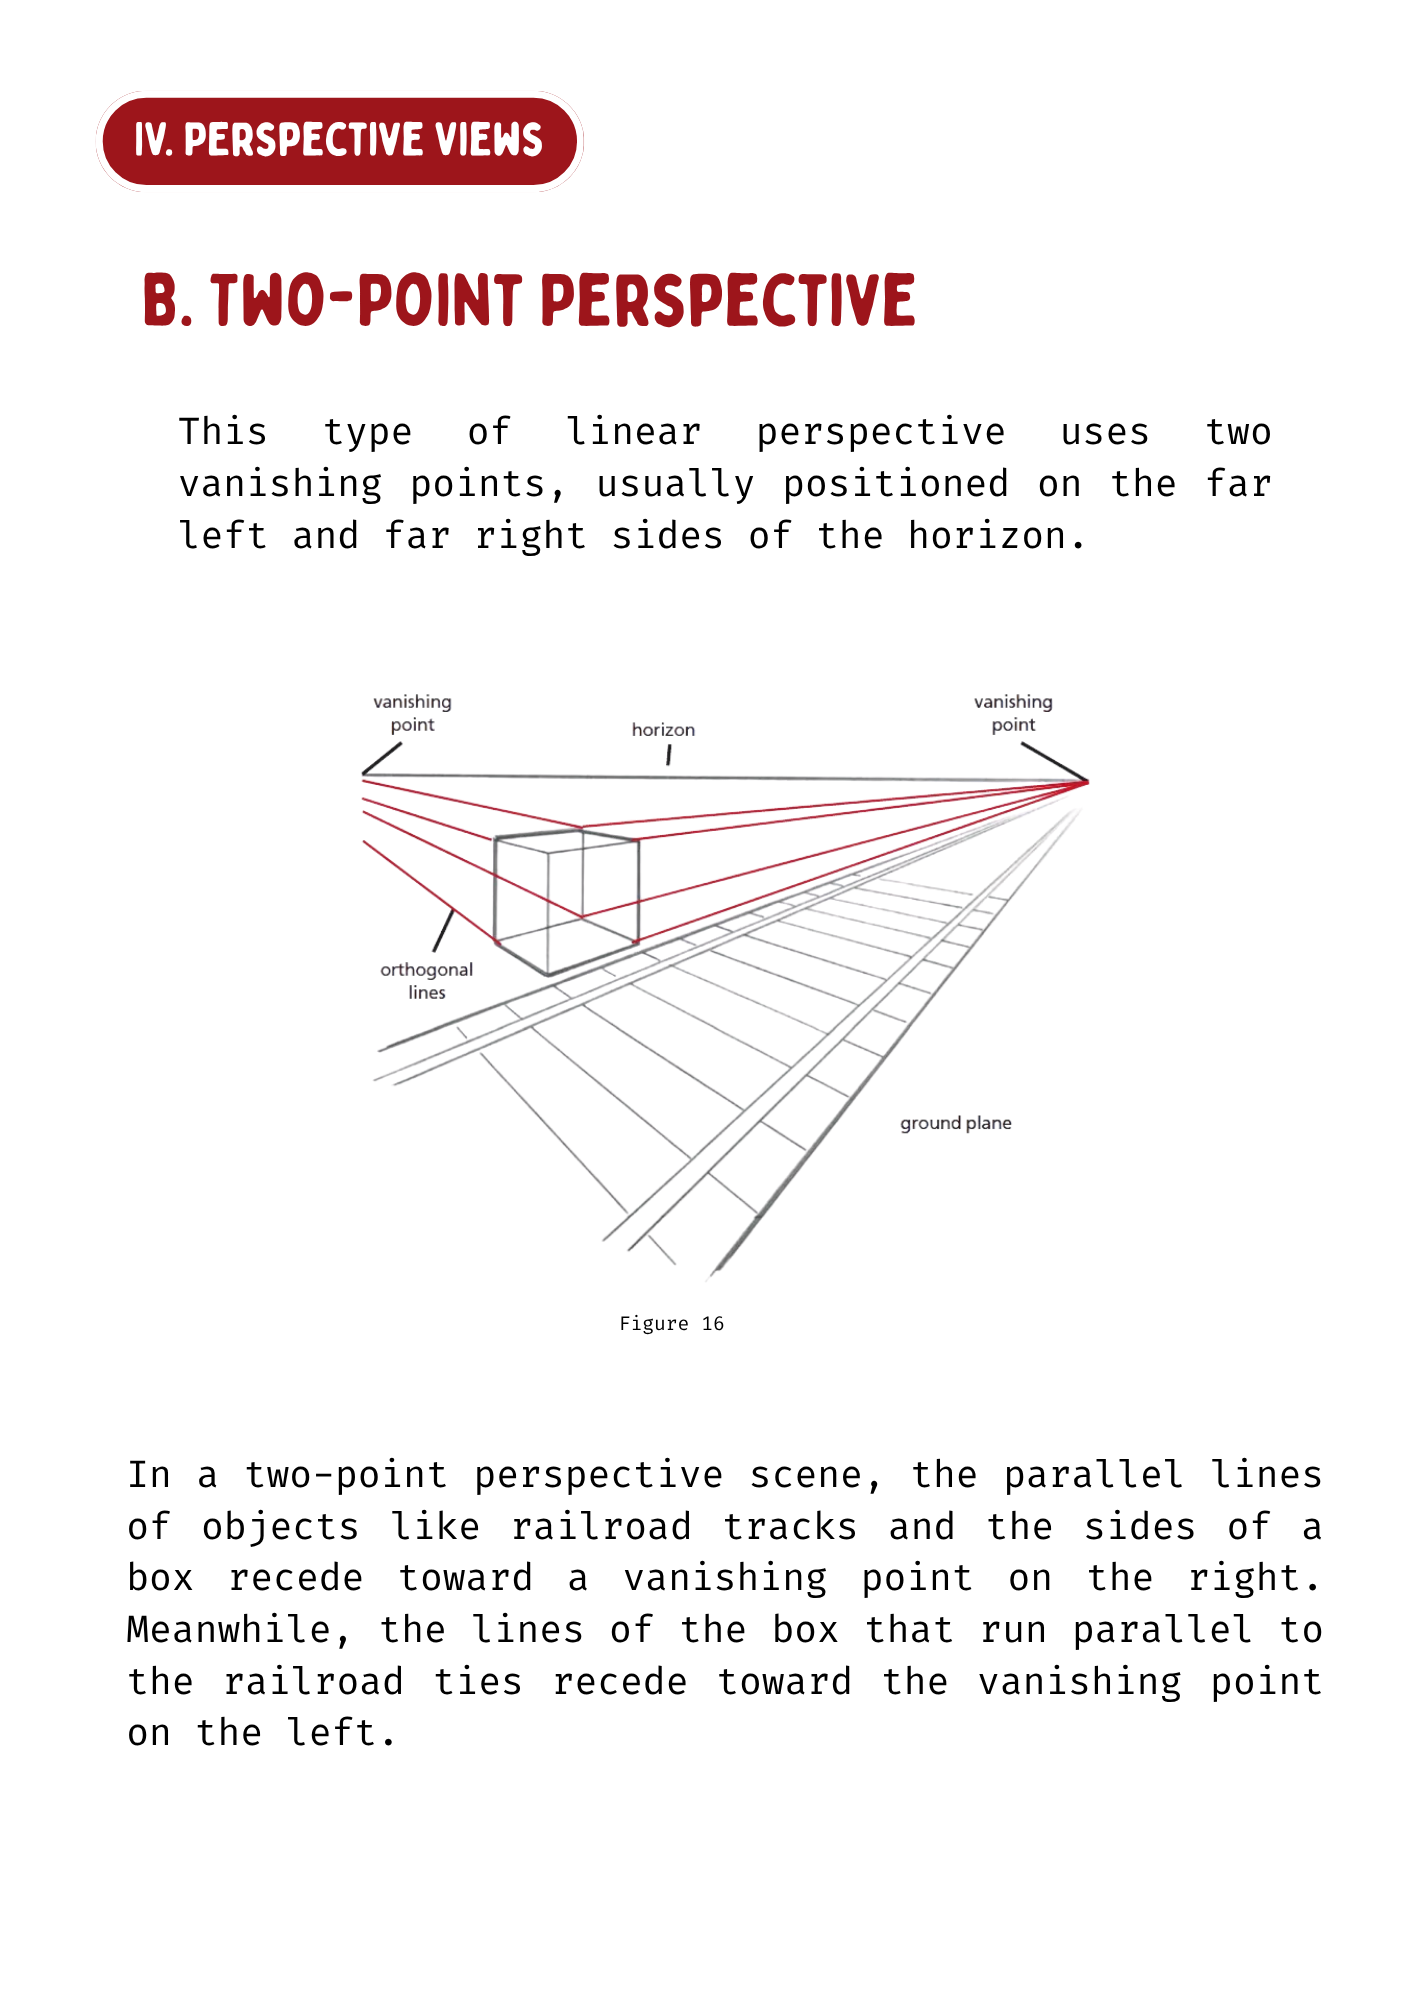 IV. PERSPECTIVE VIEWS
B. TWO-POINT PERSPECTIVE
This type of linear perspective uses two
vanishing points, usually positioned on the far
left and far right sides of the horizon.
vanishing
point
horizon
vanishing
point
orthogonal
lines
ground plane
Figure 16
In a two-point perspective scene, the parallel lines
of objects like railroad tracks and the sides of a
box recede toward a vanishing point on the right.
Meanwhile, the lines of the box that run parallel to
the railroad ties recede toward the vanishing point
on the left.